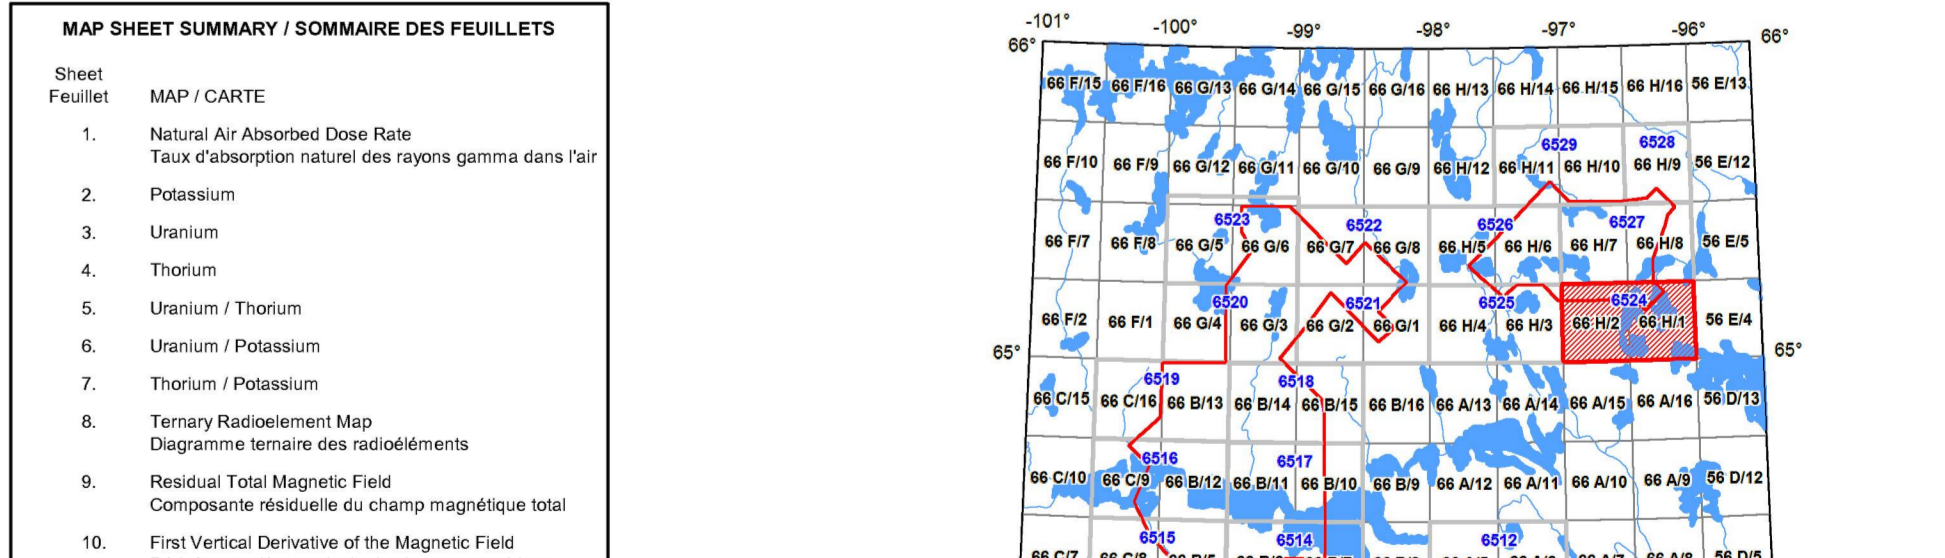 MAP SHEET SUMMARY / SOMMAIRE DES FEUILLETS
Sheet
Feuillet MAP / CARTE
1. Natural Air Absorbed Dose Rate
Taux d'absorption naturel des rayons gamma dans l'air
2. Potassium
3. Uranium
4. Thorium
5. Uranium / Thorium
6. Uranium / Potassium
7. Thorium / Potassium
8. Ternary Radioelement Map
Diagramme ternaire des radioéléments
9. Residual Total Magnetic Field
Composante résiduelle du champ magnétique total
10. First Vertical Derivative of the Magnetic Field
-101° -100° -99° -98° -97° -96°
66° 66°
66 F/15 66 F/16 66 G/13 66 G/14 66 G/15 66 G/16 66 H/13 66 H/14 66 H/15 66 H/16 56 E/13
6529 6528
66 F/10 66 F/9 66 G/12 66 G/11 66 G/10 66 G/9 66 H/12 66 H/11 66 H/10 66 H/9 56 E/12
6523 6522 6526 6527
66 F/7 66 F/8 66 G/5 66 G/6 66 G/7 66 G/8 66 H/5 66 H/6 66 H/7 66 H/8 56 E/5
6520 6521 6525 6524
66 F/2 66 F/1 66 G/4 66 G/3 66 G/2 66 G/1 66 H/4 66 H/3 66 H/2 66 H/1 56 E/4
65° 65°
6519 6518
66 C/15 66 C/16 66 B/13 66 B/14 66 B/15 66 B/16 66 A/13 66 A/14 66 A/15 66 A/16 56 D/13
6516 6517
66 C/10 66 C/9 66 B/12 66 B/11 66 B/10 66 B/9 66 A/12 66 A/11 66 A/10 66 A/9 56 D/12
6515 6514 6512
66 C/7 66 C/8